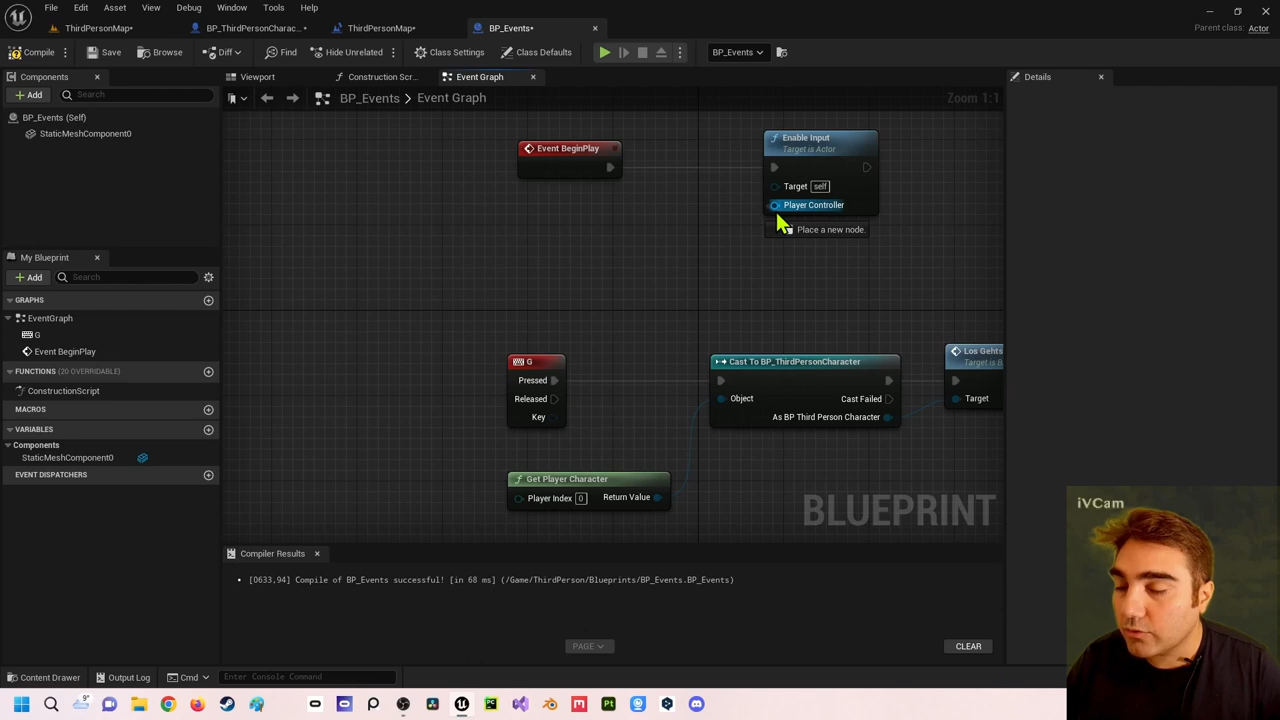 File Edit Asset View Debug Window Tools Help
ThirdPersonMap•
BP_ThirdPersonCharac...•
ThirdPersonMap•
BP_Events•
Parent class: Actor
Compile
Save
Browse
Diff
Find
Hide Unrelated
Class Settings
Class Defaults
BP_Events
Components
Viewport
Construction Scr...
Event Graph
Details
Add
Search
BP_Events > Event Graph
Zoom 1:1
BP_Events (Self)
StaticMeshComponent0
Event BeginPlay
Enable Input
Target is Actor
Target self
Player Controller
Place a new node.
My Blueprint
Add
Search
GRAPHS
EventGraph
G
Event BeginPlay
FUNCTIONS (20 OVERRIDABLE)
ConstructionScript
MACROS
VARIABLES
Components
StaticMeshComponent0
EVENT DISPATCHERS
G
Pressed
Released
Key
Cast To BP_ThirdPersonCharacter
Object
Cast Failed
As BP Third Person Character
Los Gehts
Target is B
Target
Get Player Character
Player Index 0
Return Value
BLUEPRINT
iVCam
Compiler Results
[0633,94] Compile of BP_Events successful! [in 68 ms] (/Game/ThirdPerson/Blueprints/BP_Events.BP_Events)
PAGE
CLEAR
Content Drawer
Output Log
Cmd
Enter Console Command
8°
Pt